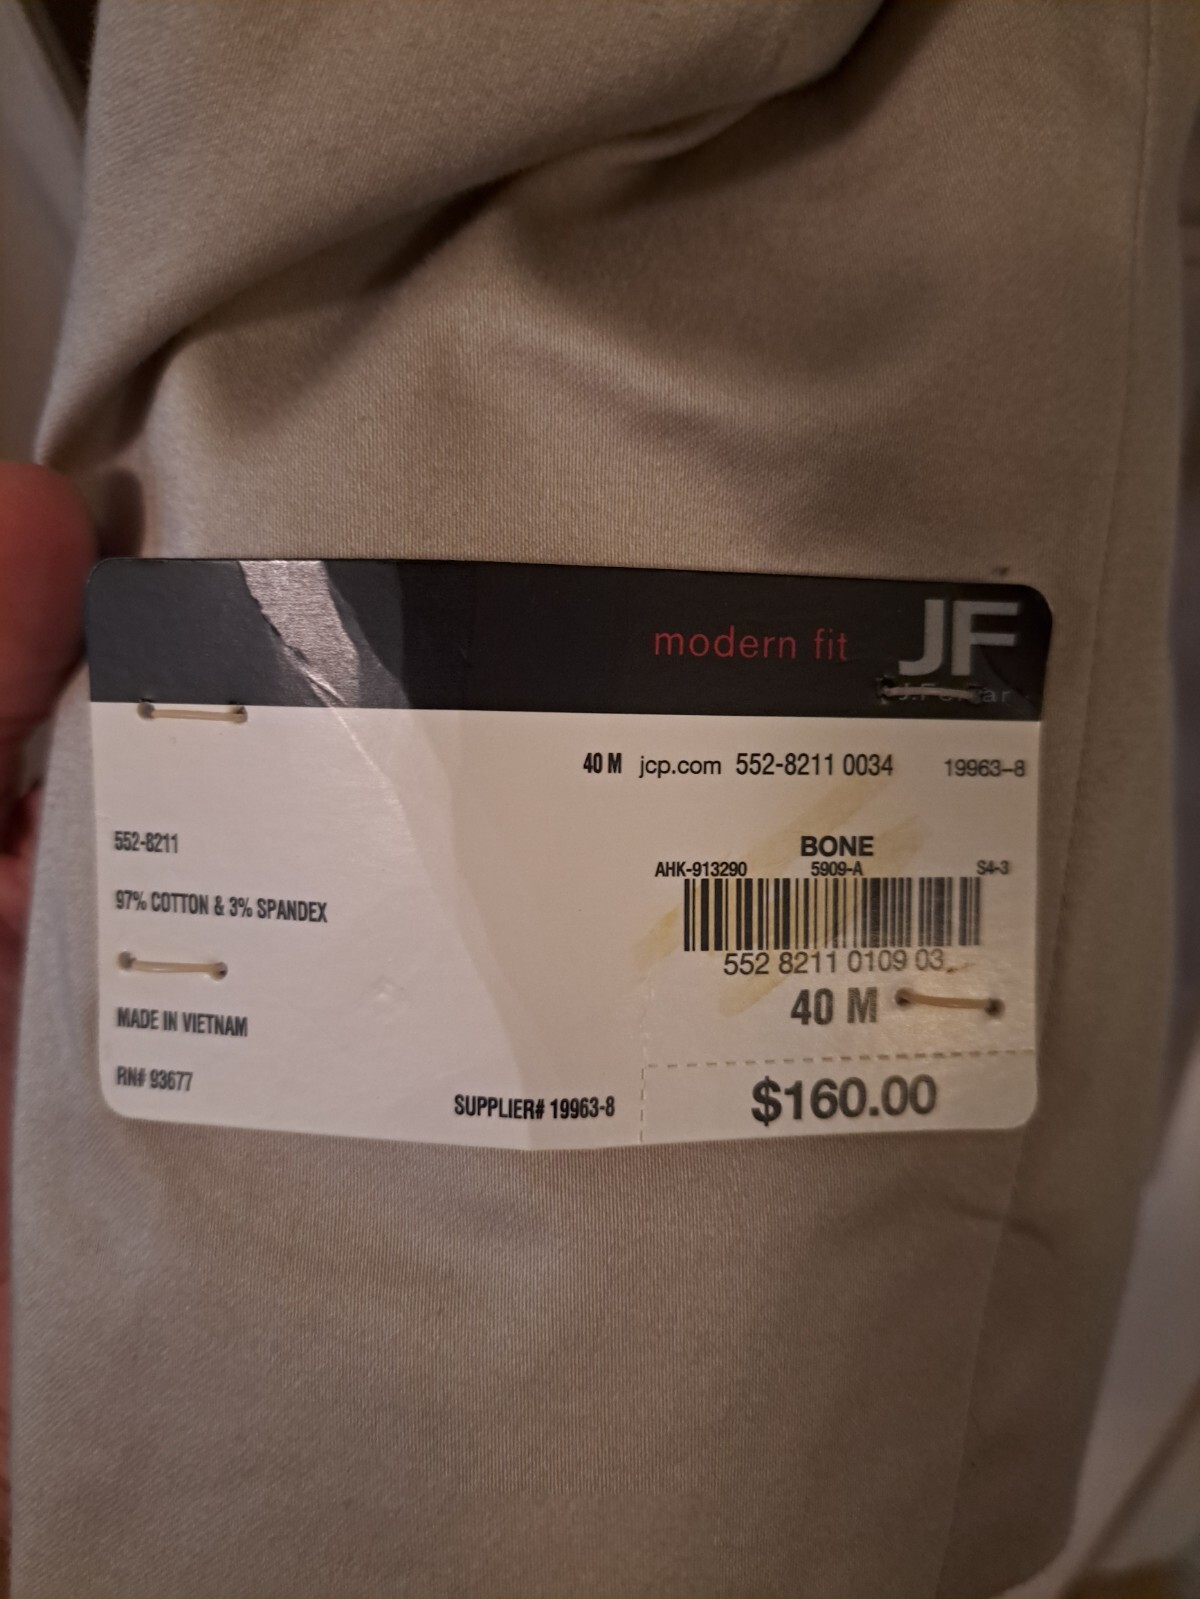 modern fit
JF
J.Ferrar
40 M jcp.com 552-8211 0034 19963-8
552-8211
BONE
AHK-913290 5909-A S4-3
97% COTTON & 3% SPANDEX
552 8211 0109 03
40 M
MADE IN VIETNAM
RN# 93677
SUPPLIER# 19963-8
$160.00